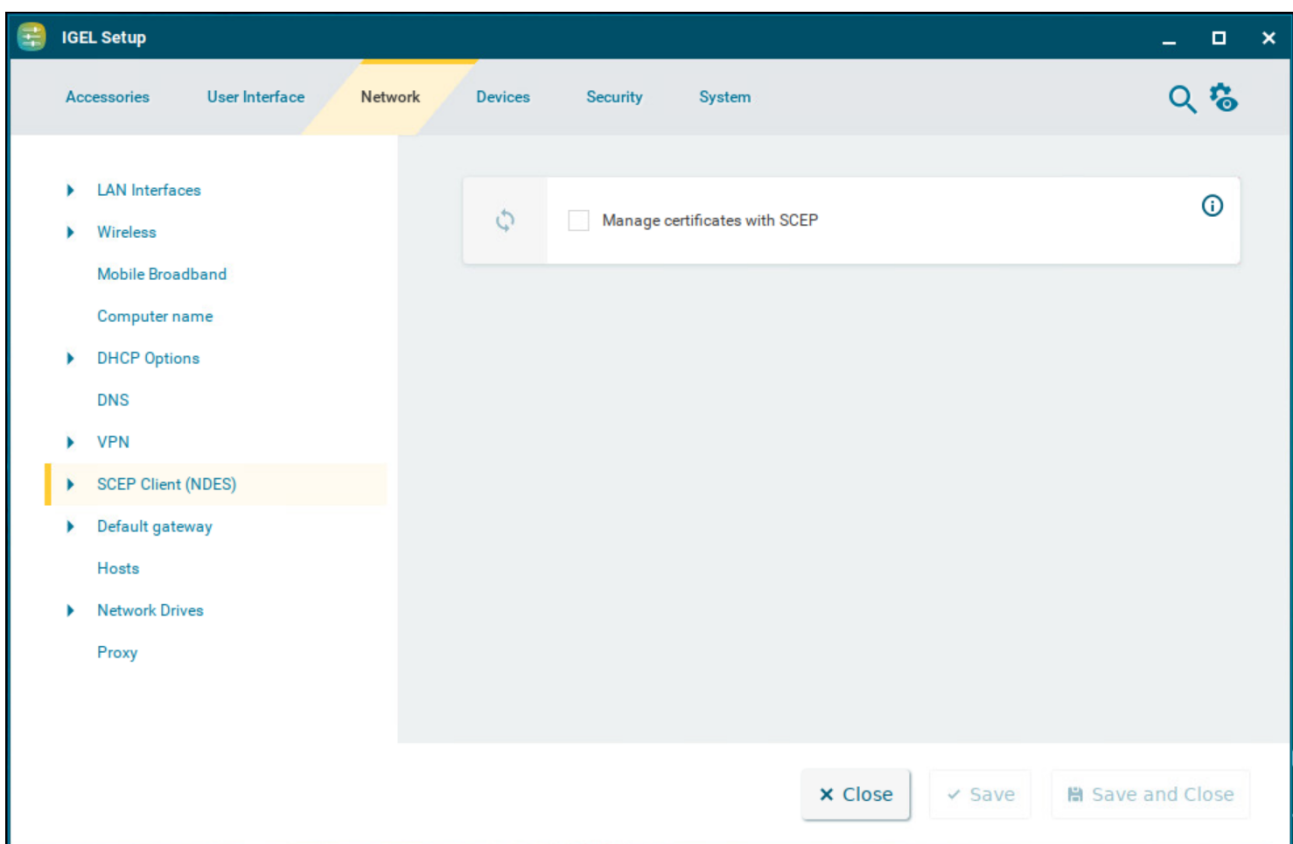 IGEL Setup
Accessories User Interface Network Devices Security System
LAN Interfaces
Wireless
Mobile Broadband
Computer name
DHCP Options
DNS
VPN
SCEP Client (NDES)
Default gateway
Hosts
Network Drives
Proxy
Manage certificates with SCEP
Close Save Save and Close